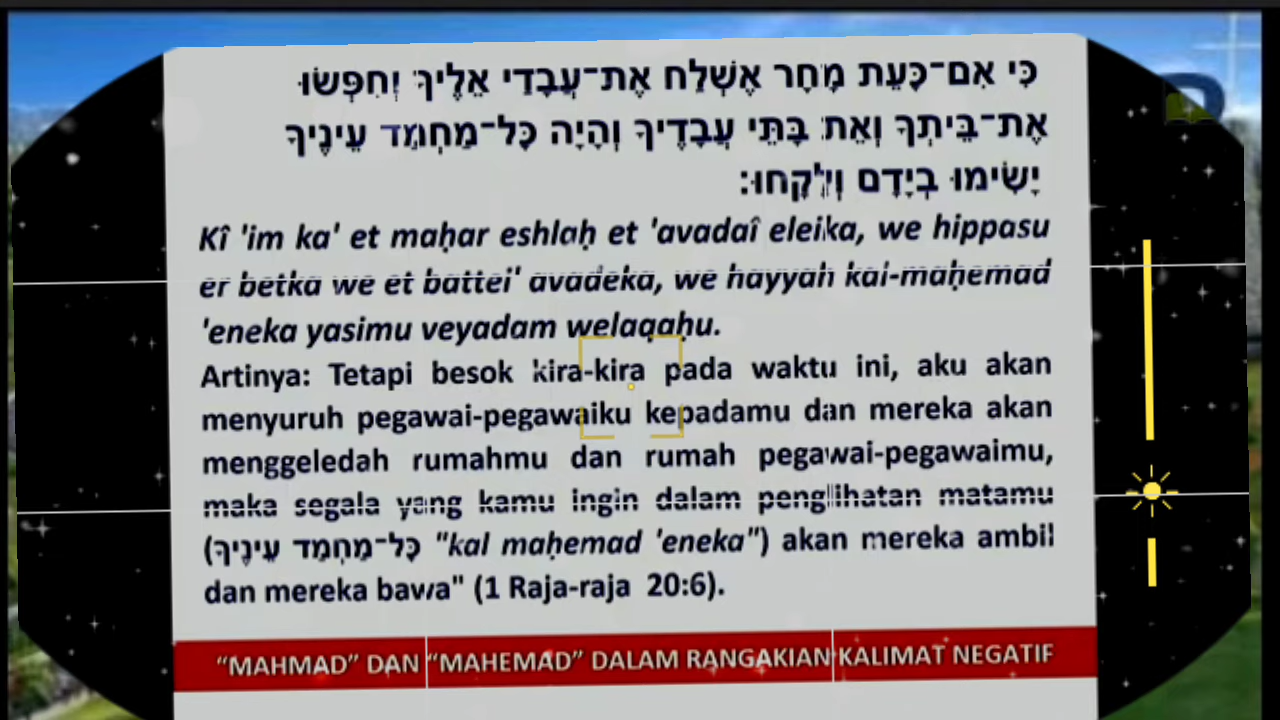 כִּי אִם־כָּעֵת מָחָר אֶשְׁלַח אֶת־עֲבָדַי אֵלֶיךָ וְחִפְּשׂוּ
אֶת־בֵּיתְךָ וְאֵת בָּתֵּי עֲבָדֶיךָ וְהָיָה כָּל־מַחְמַד עֵינֶיךָ
יָשִׂימוּ בְיָדָם וְלָקָחוּ׃
Kî 'im ka' et maḥar eshlaḥ et 'avadaî eleika, we hippasu
er betka we et battei' avadeka, we hayyah kai-maḥemad
'eneka yasimu veyadam welaqaḥu.
Artinya: Tetapi besok kira-kira pada waktu ini, aku akan
menyuruh pegawai-pegawaiku kepadamu dan mereka akan
menggeledah rumahmu dan rumah pegawai-pegawaimu,
maka segala yang kamu ingin dalam penglihatan matamu
(כָּל־מַחְמַד עֵינֶיךָ "kal maḥemad 'eneka") akan mereka ambil
dan mereka bawa" (1 Raja-raja 20:6).
"MAHMAD" DAN "MAHEMAD" DALAM RANGAKIAN KALIMAT NEGATIF